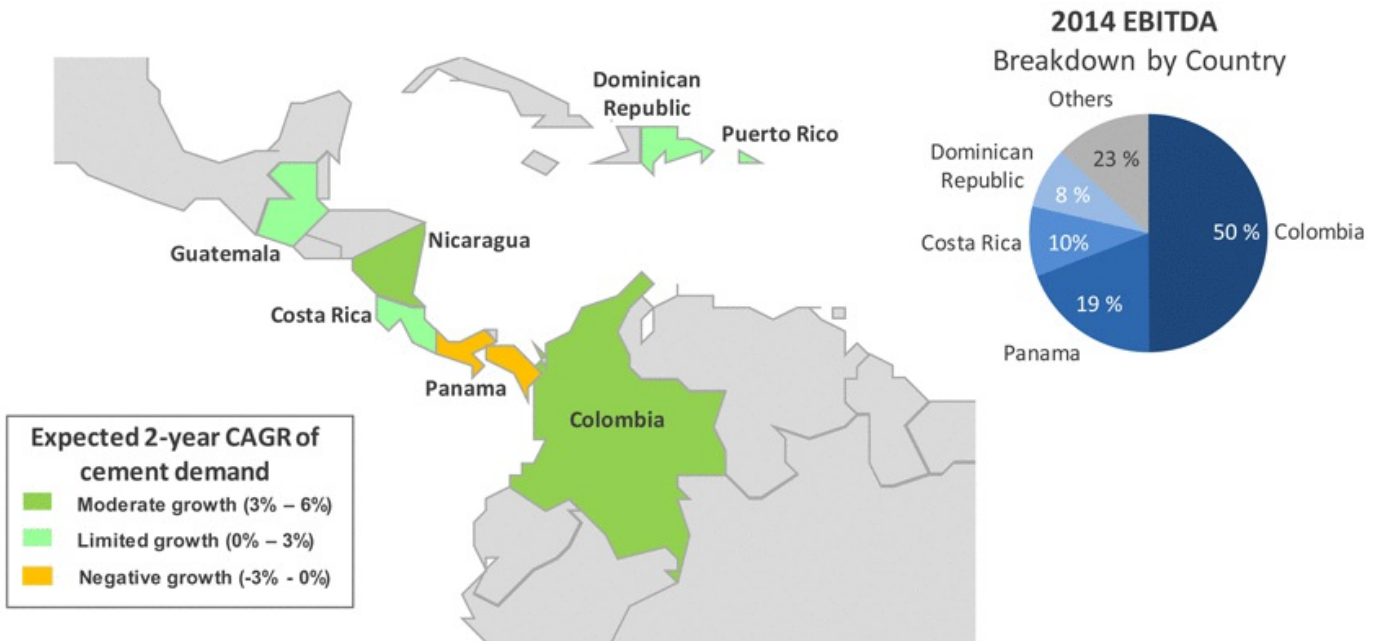 2014 EBITDA
Breakdown by Country
Others
23 %
Dominican
Republic
8 %
50 %
Colombia
Costa Rica
10%
19 %
Panama
Dominican
Republic
Puerto Rico
Guatemala
Nicaragua
Costa Rica
Panama
Colombia
Expected 2-year CAGR of
cement demand
Moderate growth (3% – 6%)
Limited growth (0% – 3%)
Negative growth (-3% - 0%)